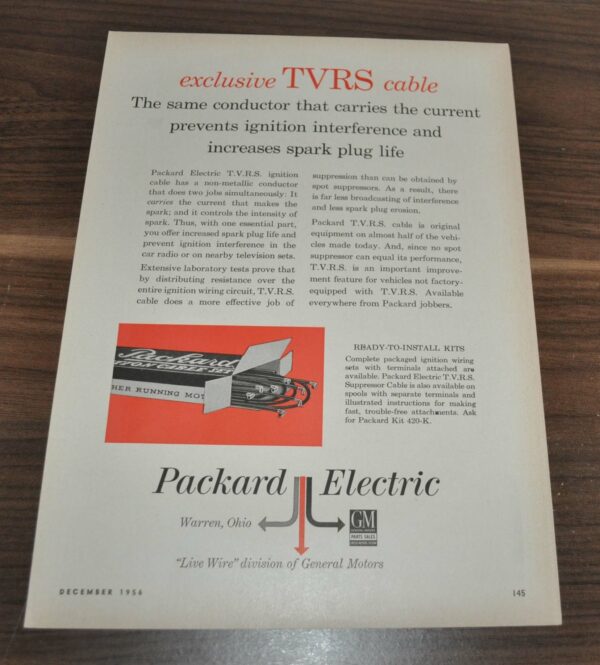 exclusive TVRS cable
The same conductor that carries the current
prevents ignition interference and
increases spark plug life
Packard Electric T.V.R.S. ignition
cable has a non-metallic conductor
that does two jobs simultaneously: It
carries the current that makes the
spark; and it controls the intensity of
spark. Thus, with one essential part,
you offer increased spark plug life and
prevent ignition interference in the
car radio or on nearby television sets.
Extensive laboratory tests prove that
by distributing resistance over the
entire ignition wiring circuit, T.V.R.S.
cable does a more effective job of
suppression than can be obtained by
spot suppressors. As a result, there
is far less broadcasting of interference
and less spark plug erosion.
Packard T.V.R.S. cable is original
equipment on almost half of the vehi-
cles made today. And, since no spot
suppressor can equal its performance,
T.V.R.S. is an important improve-
ment feature for vehicles not factory-
equipped with T.V.R.S. Available
everywhere from Packard jobbers.
Packard
TION CABLE
HER RUNNING MO
READY-TO-INSTALL KITS
Complete packaged ignition wiring
sets with terminals attached are
available. Packard Electric T.V.R.S.
Suppressor Cable is also available on
spools with separate terminals and
illustrated instructions for making
fast, trouble-free attachments. Ask
for Packard Kit 420-K.
Packard Electric
Warren, Ohio
GM
GENERAL MOTORS
PARTS SALES
"Live Wire" division of General Motors
DECEMBER 1956
145